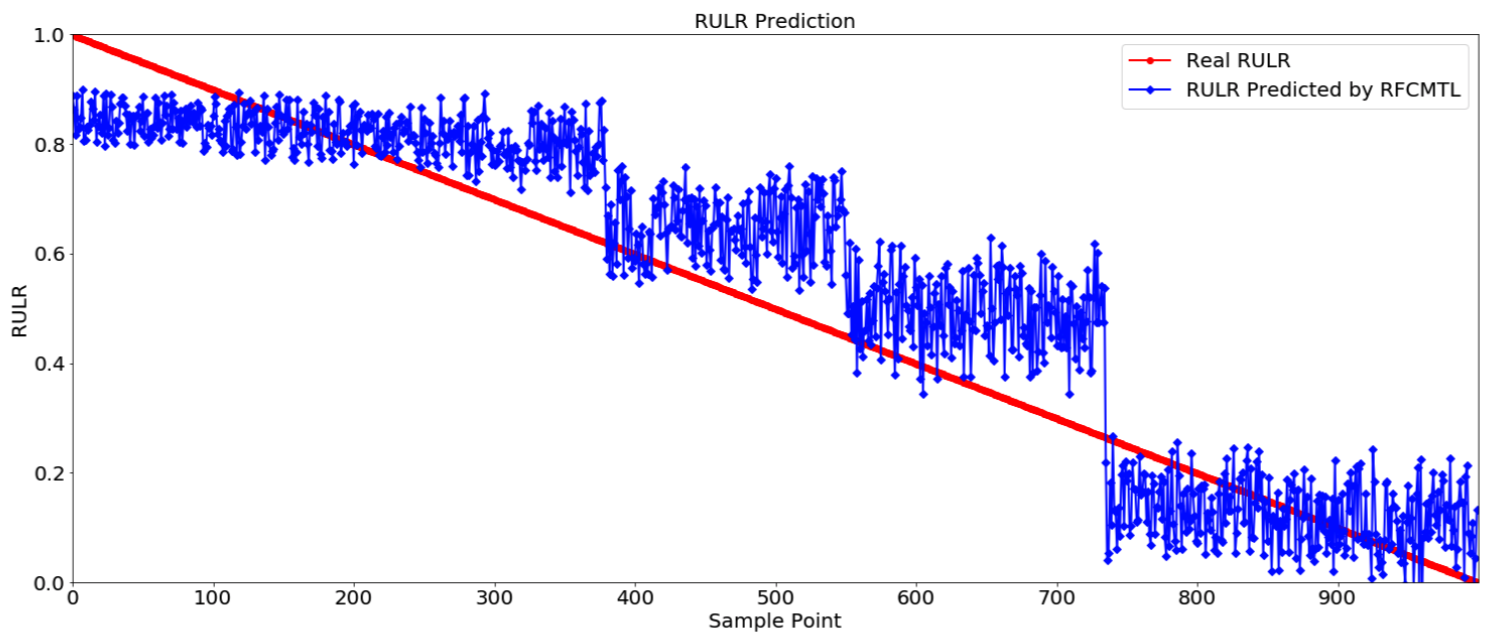 RULR Prediction
Real RULR
RULR Predicted by RFCMTL
RULR
1.0
0.8
0.6
0.4
0.2
0.0
0 100 200 300 400 500 600 700 800 900
Sample Point